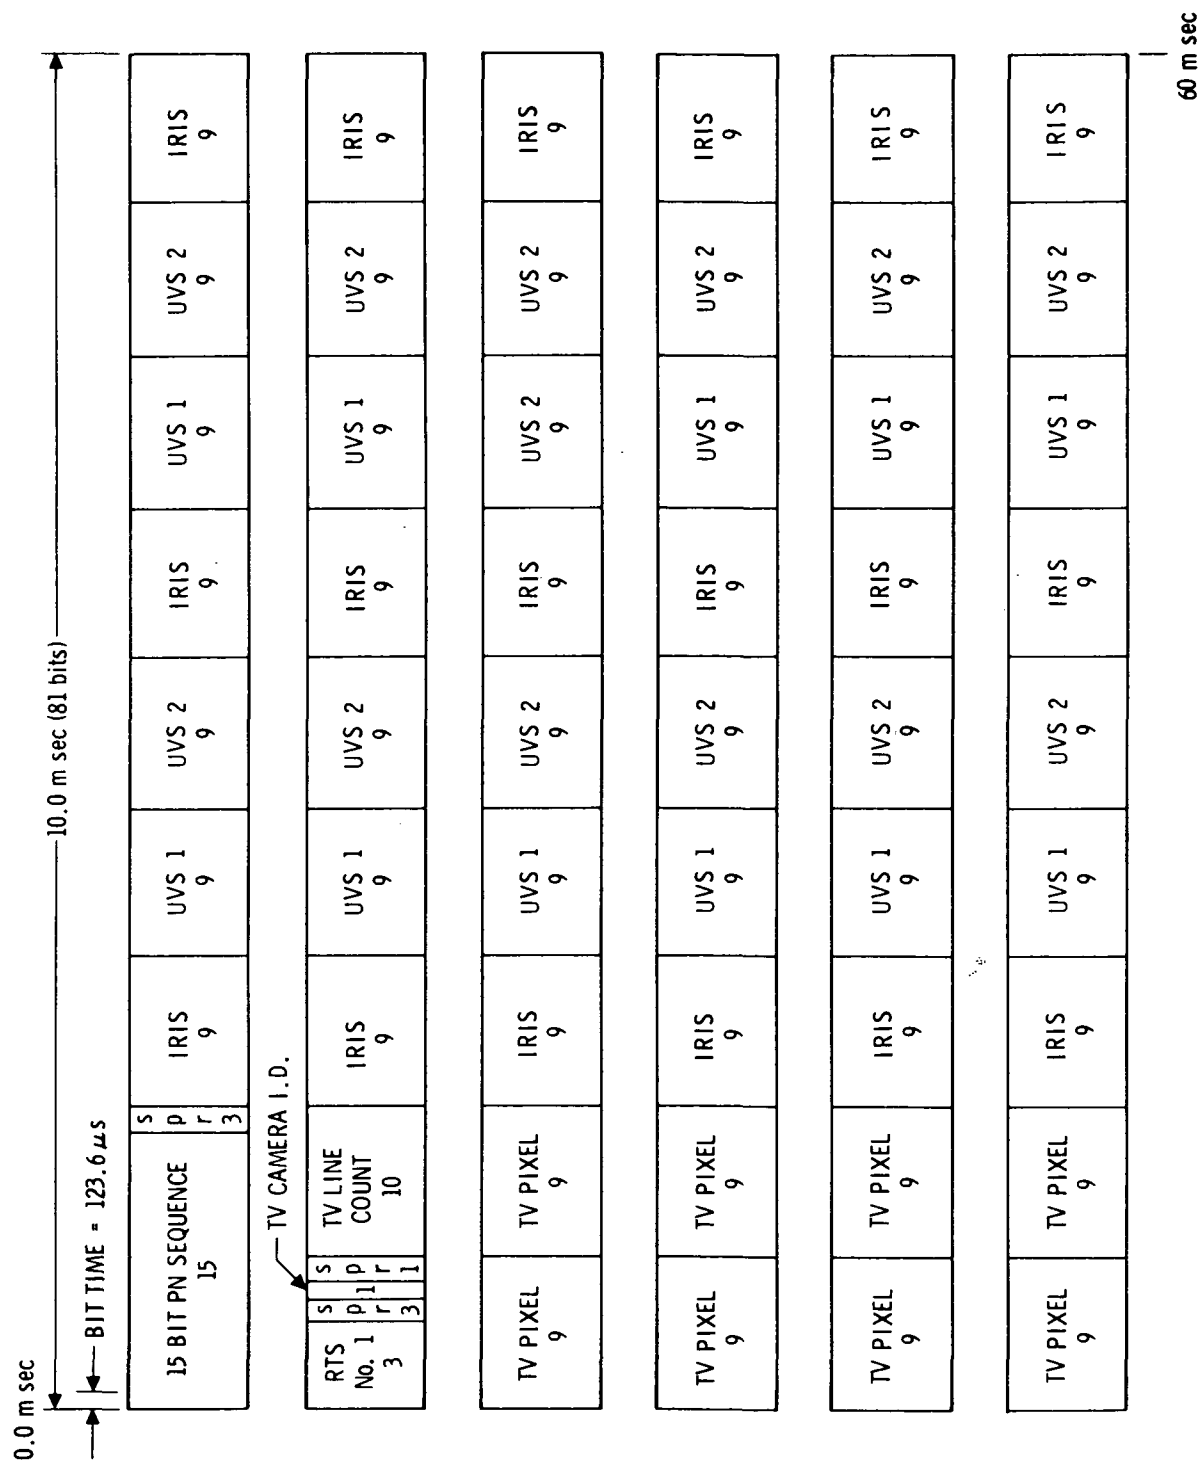 0.0 m sec
10.0 m sec (81 bits)
BIT TIME = 123.6 μs
15 BIT PN SEQUENCE
15
spr
3
IRIS
9
UVS 1
9
UVS 2
9
IRIS
9
UVS 1
9
UVS 2
9
IRIS
9
TV CAMERA I.D.
RTS
No. 1
3
spr
3
1
spr
1
TV LINE
COUNT
10
IRIS
9
UVS 1
9
UVS 2
9
IRIS
9
UVS 1
9
UVS 2
9
IRIS
9
TV PIXEL
9
TV PIXEL
9
IRIS
9
UVS 1
9
UVS 2
9
IRIS
9
UVS 2
9
UVS 2
9
IRIS
9
TV PIXEL
9
TV PIXEL
9
IRIS
9
UVS 1
9
UVS 2
9
IRIS
9
UVS 1
9
UVS 2
9
IRIS
9
TV PIXEL
9
TV PIXEL
9
IRIS
9
UVS 1
9
UVS 2
9
IRIS
9
UVS 1
9
UVS 2
9
IRIS
9
TV PIXEL
9
TV PIXEL
9
IRIS
9
UVS 1
9
UVS 2
9
IRIS
9
UVS 1
9
UVS 2
9
IRIS
9
60 m sec